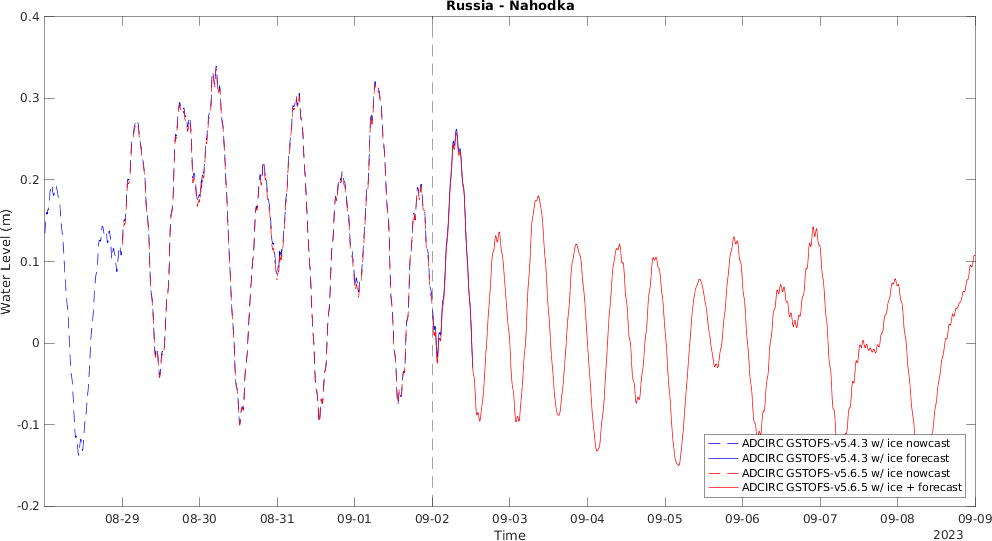 Russia - Nahodka
0.4
0.3
0.2
0.1
0
-0.1
-0.2
Water Level (m)
ADCIRC GSTOFS-v5.4.3 w/ ice nowcast
ADCIRC GSTOFS-v5.4.3 w/ ice forecast
ADCIRC GSTOFS-v5.6.5 w/ ice nowcast
ADCIRC GSTOFS-v5.6.5 w/ ice + forecast
08-29 08-30 08-31 09-01 09-02 09-03 09-04 09-05 09-06 09-07 09-08 09-09
Time
2023